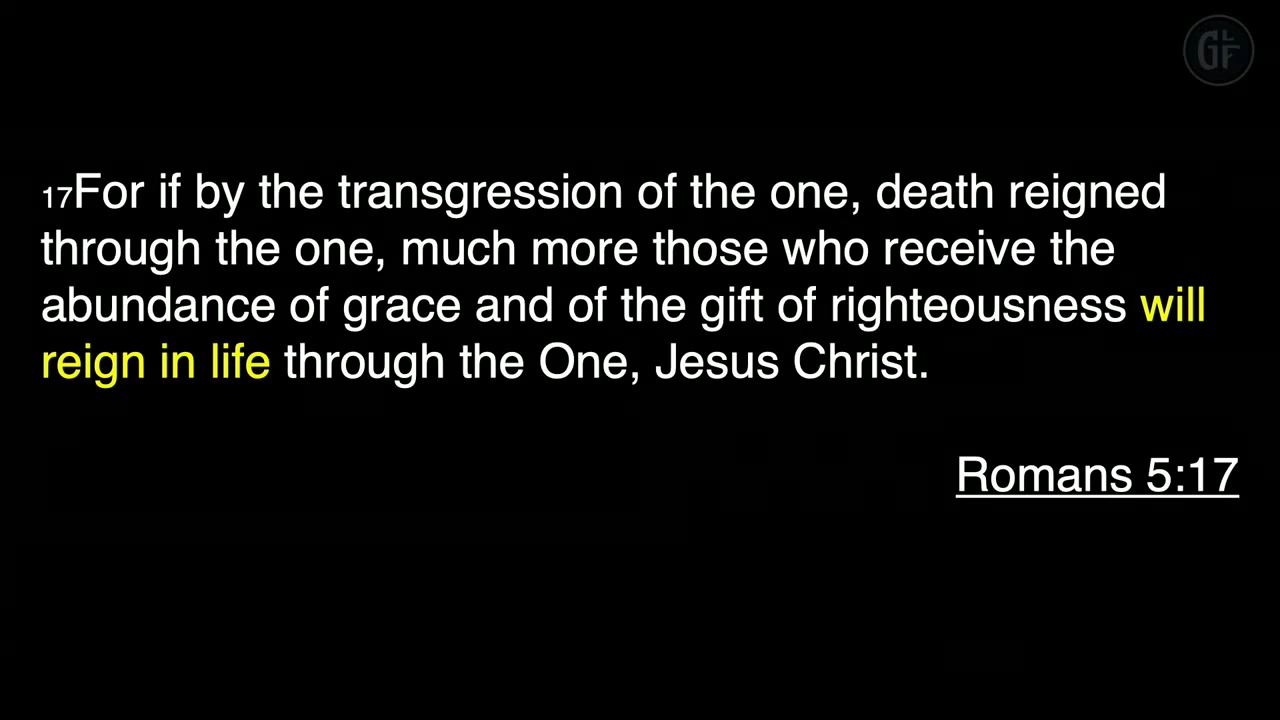 GF
17For if by the transgression of the one, death reigned
through the one, much more those who receive the
abundance of grace and of the gift of righteousness will
reign in life through the One, Jesus Christ.
Romans 5:17